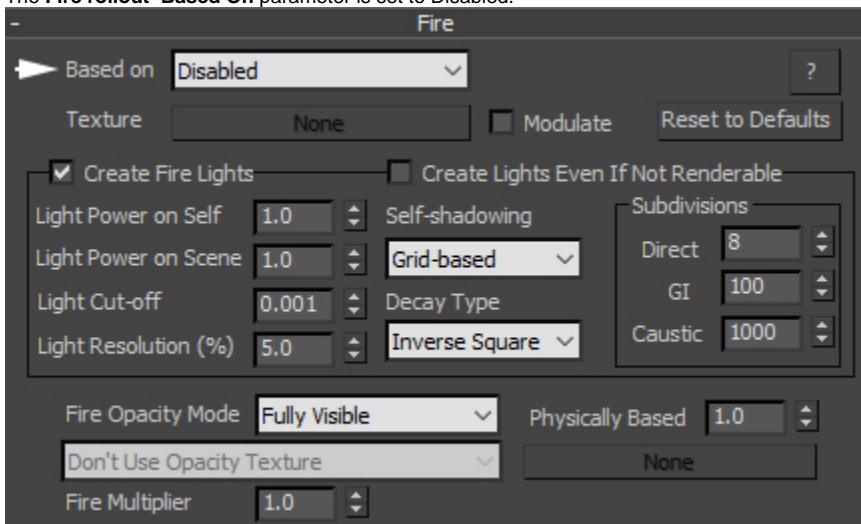 The Fire rollout Based On parameter is set to Disabled.
- Fire
Based on Disabled ?
Texture None Modulate Reset to Defaults
Create Fire Lights Create Lights Even If Not Renderable
Light Power on Self 1.0 Self-shadowing Subdivisions
Light Power on Scene 1.0 Grid-based Direct 8
Light Cut-off 0.001 Decay Type GI 100
Light Resolution (%) 5.0 Inverse Square Caustic 1000
Fire Opacity Mode Fully Visible Physically Based 1.0
Don't Use Opacity Texture None
Fire Multiplier 1.0